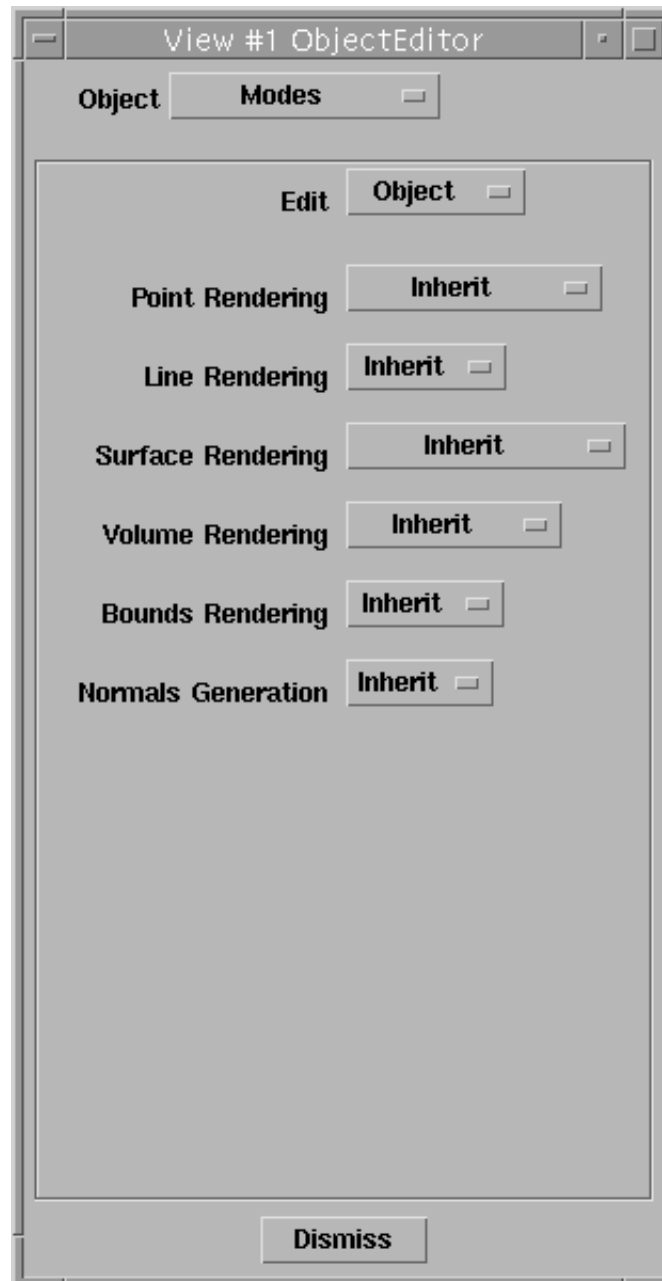 View #1 ObjectEditor
Object Modes
Edit Object
Point Rendering Inherit
Line Rendering Inherit
Surface Rendering Inherit
Volume Rendering Inherit
Bounds Rendering Inherit
Normals Generation Inherit
Dismiss